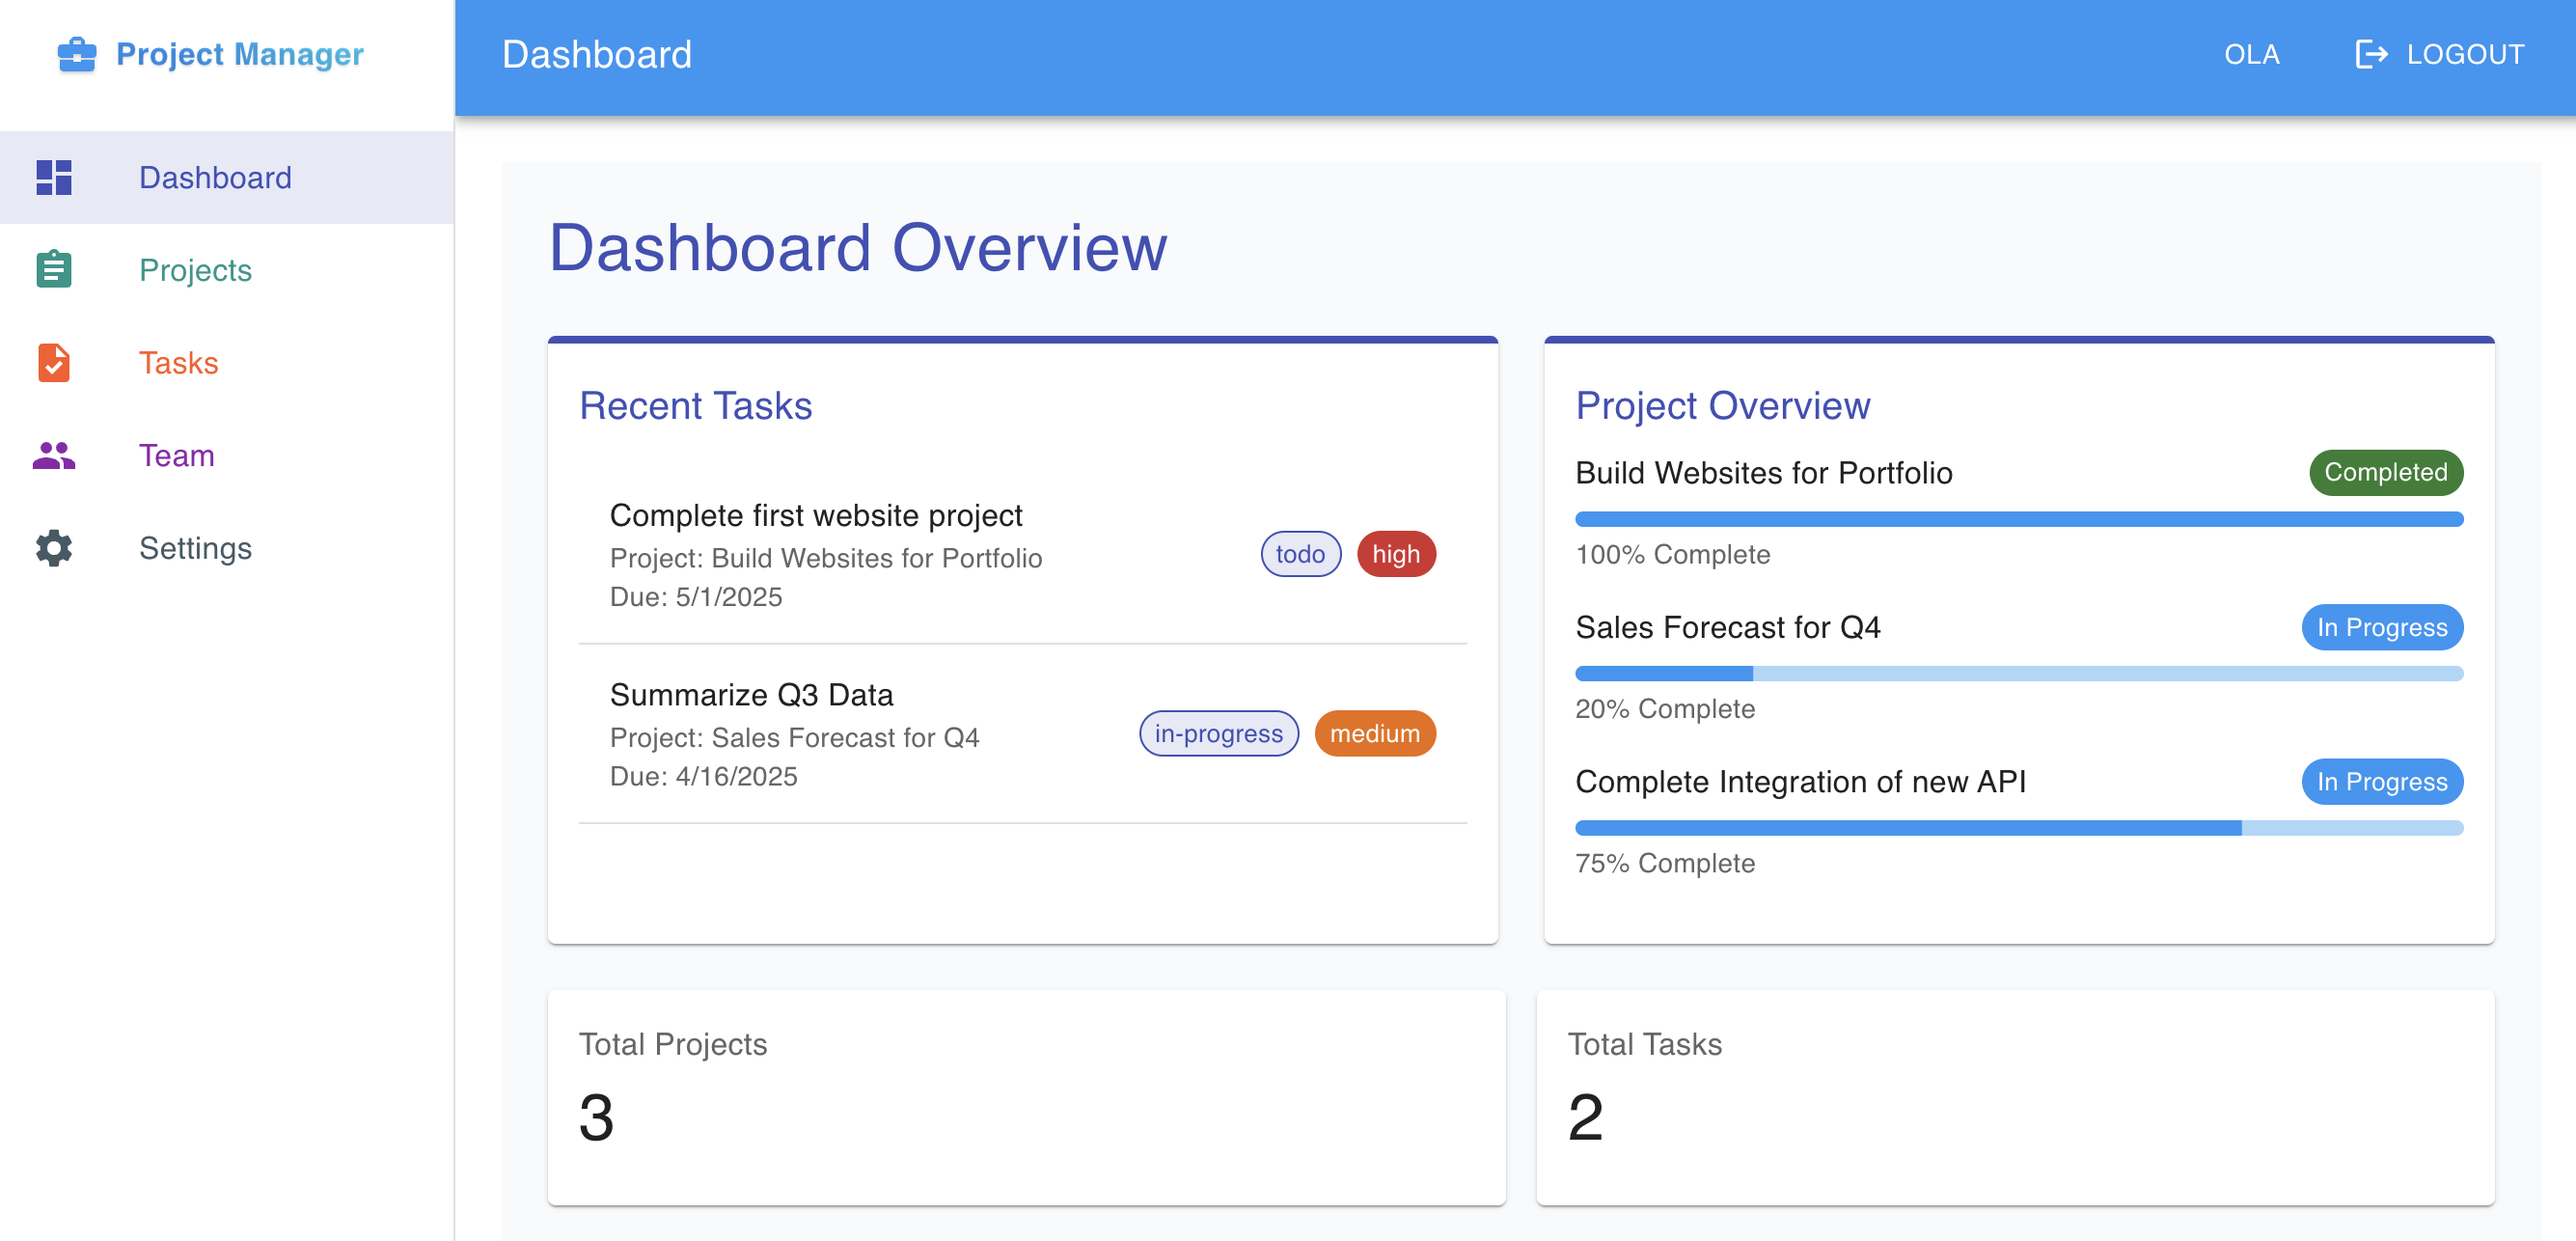 Project Manager
Dashboard
OLA
LOGOUT
Dashboard
Projects
Tasks
Team
Settings
Dashboard Overview
Recent Tasks
Complete first website project
Project: Build Websites for Portfolio
Due: 5/1/2025
todo
high
Summarize Q3 Data
Project: Sales Forecast for Q4
Due: 4/16/2025
in-progress
medium
Project Overview
Build Websites for Portfolio
Completed
100% Complete
Sales Forecast for Q4
In Progress
20% Complete
Complete Integration of new API
In Progress
75% Complete
Total Projects
3
Total Tasks
2